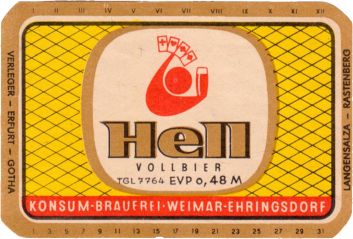 I II III IV V VI VII VIII IX X XI XII
VERLEGER – ERFURT – GOTHA
Hell
VOLLBIER
TGL 7764 EVP 0,48 M
KONSUM-BRAUEREI · WEIMAR-EHRINGSDORF
LANGENSALZA – RASTENBERG
1 3 5 7 9 11 13 15 17 19 21 23 25 27 29 31